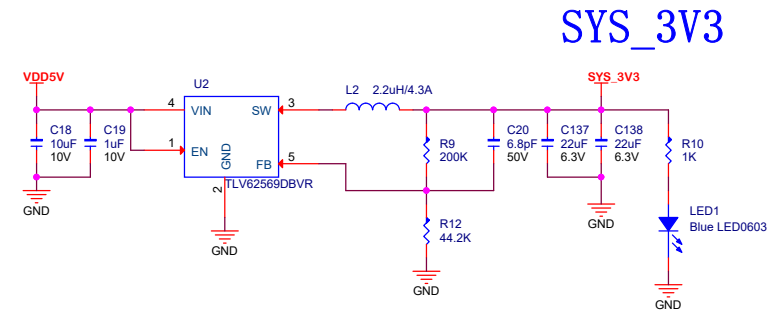 SYS_3V3
VDD5V
SYS_3V3
U2
L2 2.2uH/4.3A
4
VIN
SW
3
C18
10uF
10V
C19
1uF
10V
1
EN
GND
FB
5
2
TLV62569DBVR
GND
GND
R9
200K
C20
6.8pF
50V
C137
22uF
6.3V
C138
22uF
6.3V
R10
1K
R12
44.2K
GND
GND
LED1
Blue LED0603
GND